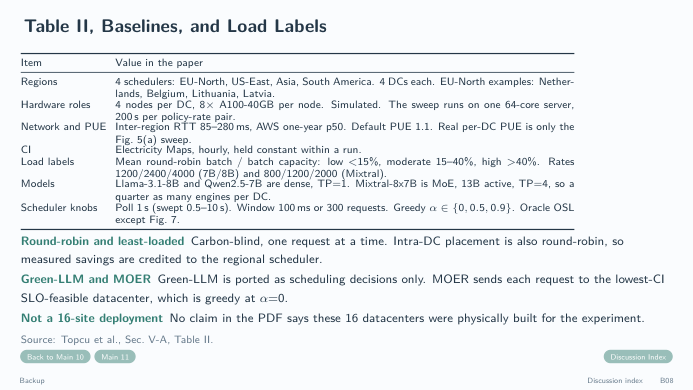 Table II, Baselines, and Load Labels
Item Value in the paper
Regions 4 schedulers: EU-North, US-East, Asia, South America. 4 DCs each. EU-North examples: Nether-
lands, Belgium, Lithuania, Latvia.
Hardware roles 4 nodes per DC, 8× A100-40GB per node. Simulated. The sweep runs on one 64-core server,
200 s per policy-rate pair.
Network and PUE Inter-region RTT 85–280 ms, AWS one-year p50. Default PUE 1.1. Real per-DC PUE is only the
Fig. 5(a) sweep.
CI Electricity Maps, hourly, held constant within a run.
Load labels Mean round-robin batch / batch capacity: low <15%, moderate 15–40%, high >40%. Rates
1200/2400/4000 (7B/8B) and 800/1200/2000 (Mixtral).
Models Llama-3.1-8B and Qwen2.5-7B are dense, TP=1. Mixtral-8x7B is MoE, 13B active, TP=4, so a
quarter as many engines per DC.
Scheduler knobs Poll 1 s (swept 0.5–10 s). Window 100 ms or 300 requests. Greedy α ∈ {0, 0.5, 0.9}. Oracle OSL
except Fig. 7.
Round-robin and least-loaded Carbon-blind, one request at a time. Intra-DC placement is also round-robin, so
measured savings are credited to the regional scheduler.
Green-LLM and MOER Green-LLM is ported as scheduling decisions only. MOER sends each request to the lowest-CI
SLO-feasible datacenter, which is greedy at α=0.
Not a 16-site deployment No claim in the PDF says these 16 datacenters were physically built for the experiment.
Source: Topcu et al., Sec. V-A, Table II.
Back to Main 10 Main 11 Discussion Index
Backup Discussion index B08